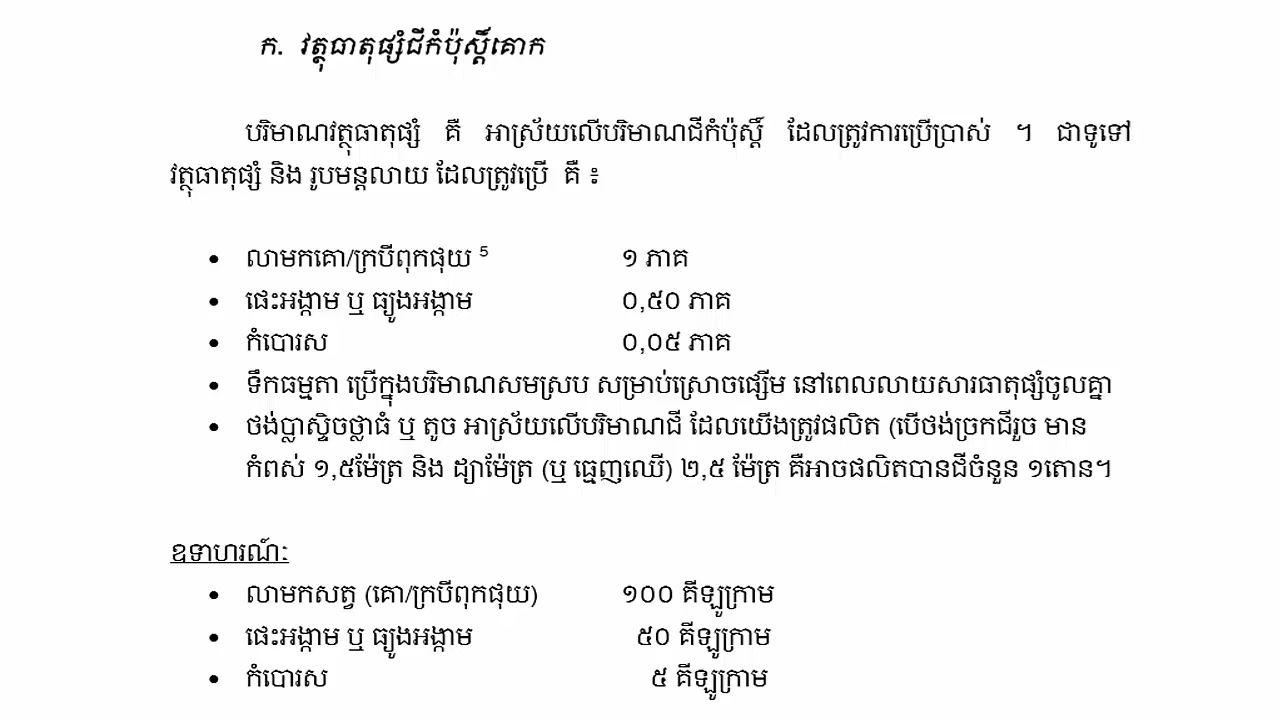 ក. វត្ថុធាតុផ្សំជីកំប៉ុស្តិ៍គោក
បរិមាណវត្ថុធាតុផ្សំ គឺ អាស្រ័យលើបរិមាណជីកំប៉ុស្តិ៍ ដែលត្រូវការប្រើប្រាស់ ។ ជាទូទៅ
វត្ថុធាតុផ្សំ និង រូបមន្តលាយ ដែលត្រូវប្រើ គឺ ៖
• លាមកគោ/ក្របីពុកផុយ ⁵ ១ ភាគ
• ផេះអង្កាម ឬ ធ្យូងអង្កាម ០,៥០ ភាគ
• កំបោរស ០,០៥ ភាគ
• ទឹកធម្មតា ប្រើក្នុងបរិមាណសមស្រប សម្រាប់ស្រោចផ្សើម នៅពេលលាយសារធាតុផ្សំចូលគ្នា
• ថង់ប្លាស្ទិចថ្លាធំ ឬ តូច អាស្រ័យលើបរិមាណជី ដែលយើងត្រូវផលិត (បើថង់ច្រកជីរួច មាន
កំពស់ ១,៥ម៉ែត្រ និង ដ្យាម៉ែត្រ (ឬ ធ្មេញឈើ) ២,៥ ម៉ែត្រ គឺអាចផលិតបានជីចំនួន ១តោន។
ឧទាហរណ៍ៈ
• លាមកសត្វ (គោ/ក្របីពុកផុយ) ១០០ គីឡូក្រាម
• ផេះអង្កាម ឬ ធ្យូងអង្កាម ៥០ គីឡូក្រាម
• កំបោរស ៥ គីឡូក្រាម